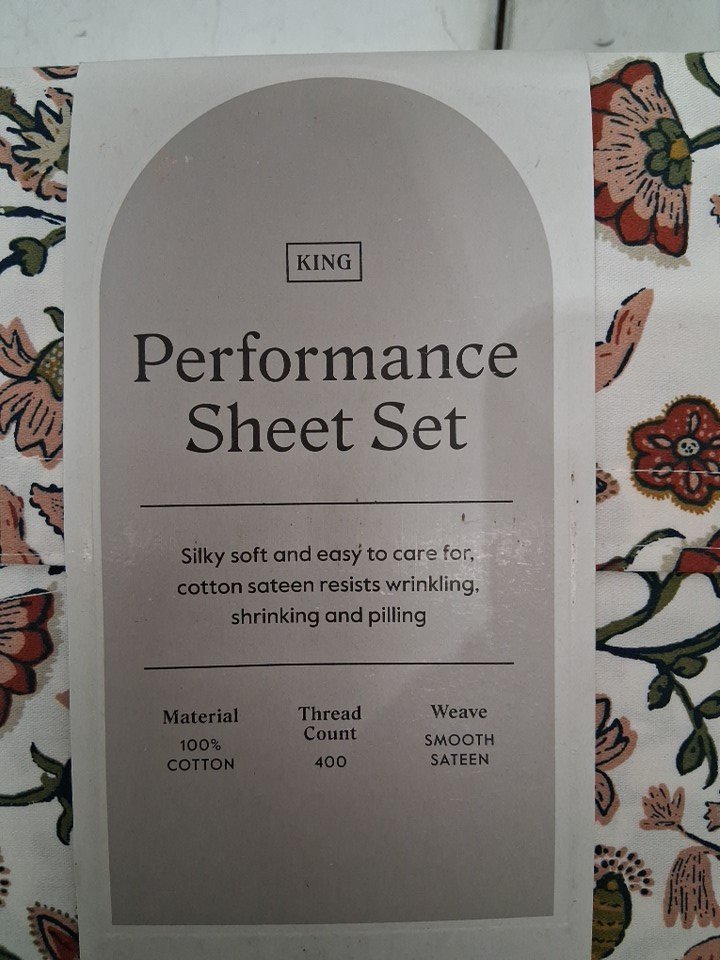 KING
Performance
Sheet Set
Silky soft and easy to care for,
cotton sateen resists wrinkling,
shrinking and pilling
Material
100%
COTTON
Thread
Count
400
Weave
SMOOTH
SATEEN